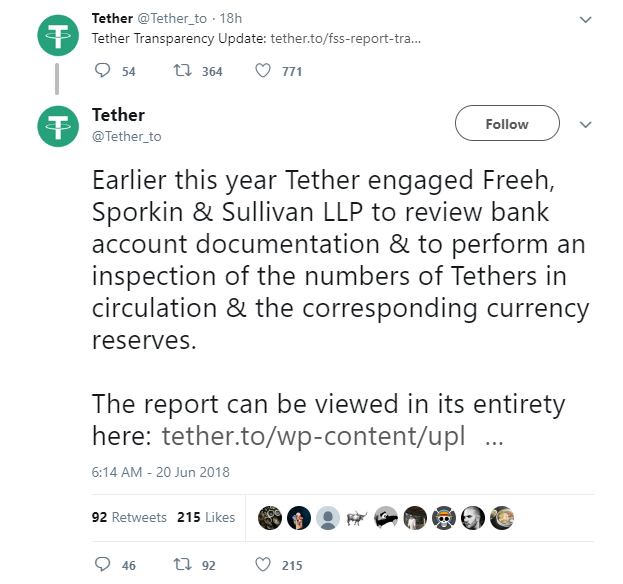 Tether @Tether_to · 18h
Tether Transparency Update: tether.to/fss-report-tra…
54 364 771
Tether
@Tether_to
Follow
Earlier this year Tether engaged Freeh,
Sporkin & Sullivan LLP to review bank
account documentation & to perform an
inspection of the numbers of Tethers in
circulation & the corresponding currency
reserves.
The report can be viewed in its entirety
here: tether.to/wp-content/upl …
6:14 AM - 20 Jun 2018
92 Retweets 215 Likes
46 92 215